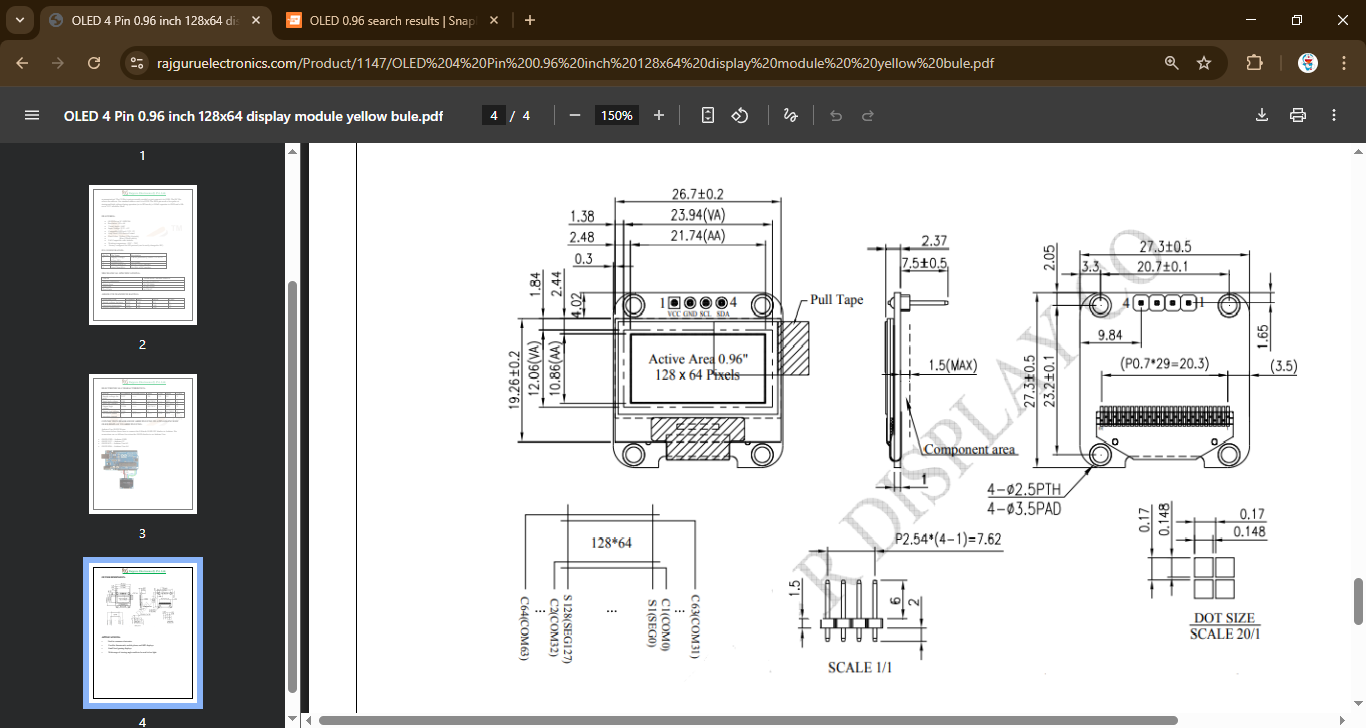 OLED 4 Pin 0.96 inch 128x64 di
OLED 0.96 search results | Snap
rajguruelectronics.com/Product/1147/OLED%204%20Pin%200.96%20inch%20128x64%20display%20module%20%20yellow%20bule.pdf
OLED 4 Pin 0.96 inch 128x64 display module yellow bule.pdf
4 / 4
150%
1
2
3
4
26.7±0.2
1.38
23.94(VA)
2.48
21.74(AA)
0.3
1.84
2.44
4.02
1
4
VCC GND SCL SDA
Pull Tape
Active Area 0.96"
128 x 64 Pixels
19.26±0.2
12.06(VA)
10.86(AA)
2.37
7.5±0.5
1.5(MAX)
Component area
1
27.3±0.5
2.05
3.3
20.7±0.1
4
1
9.84
1.65
(P0.7*29=20.3)
(3.5)
27.3±0.5
23.2±0.1
4-ø2.5PTH
4-ø3.5PAD
R DISPLAY CO
128*64
C64(COM63)
...
C32(COM32)
S128(SEG127)
...
S1(SEG0)
C1(COM0)
...
C63(COM31)
P2.54*(4-1)=7.62
1.5
6
2
SCALE 1/1
0.17
0.148
0.17
0.148
DOT SIZE
SCALE 20/1